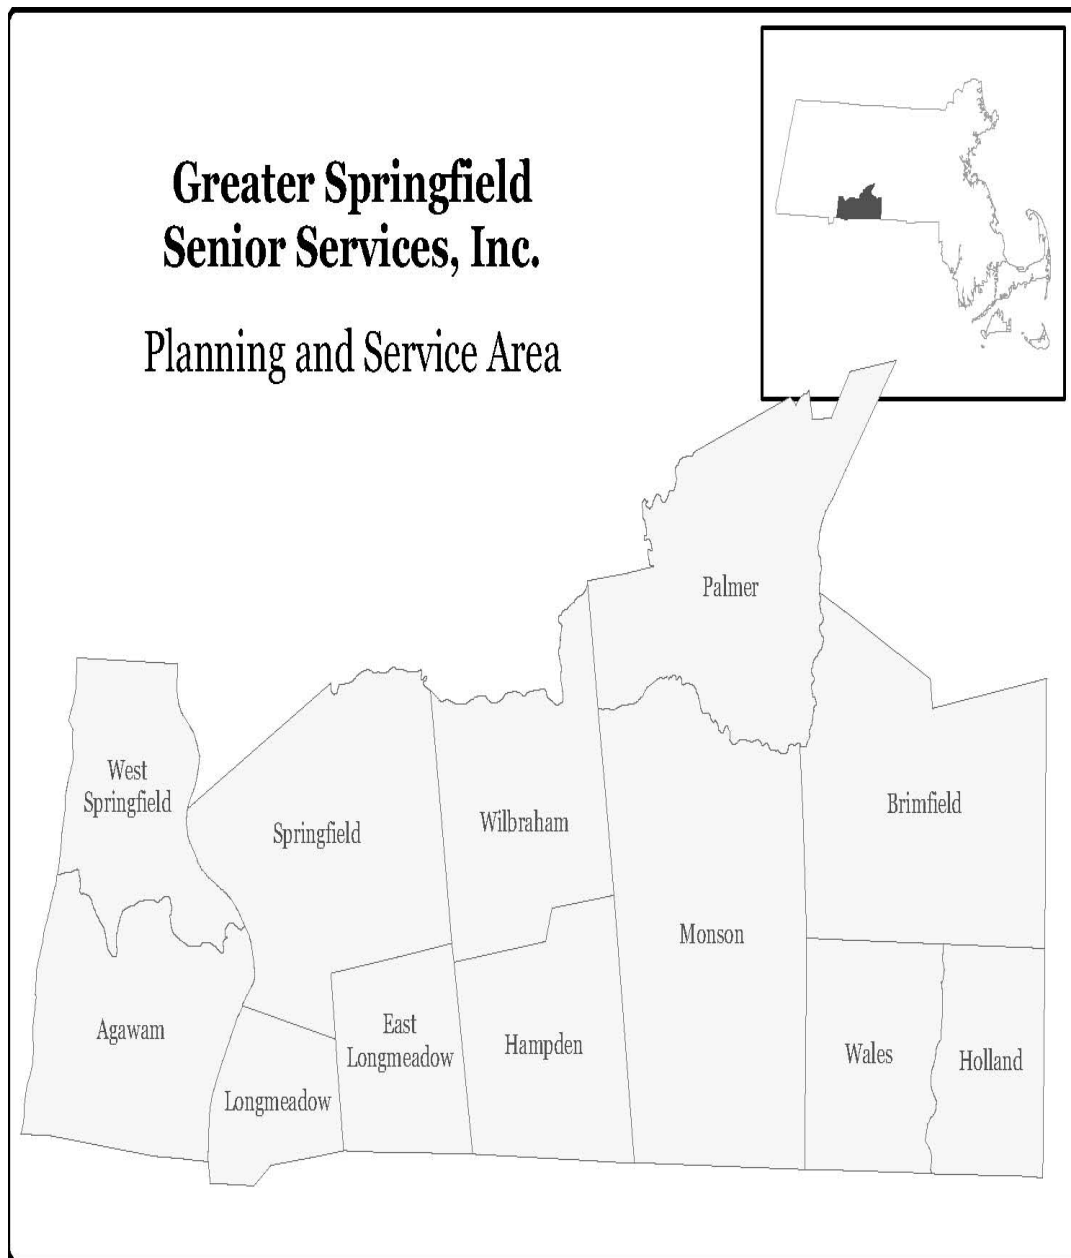 Greater Springfield
Senior Services, Inc.
Planning and Service Area
Palmer
West
Springfield
Springfield
Wilbraham
Brimfield
Monson
Agawam
East
Longmeadow
Hampden
Wales
Holland
Longmeadow